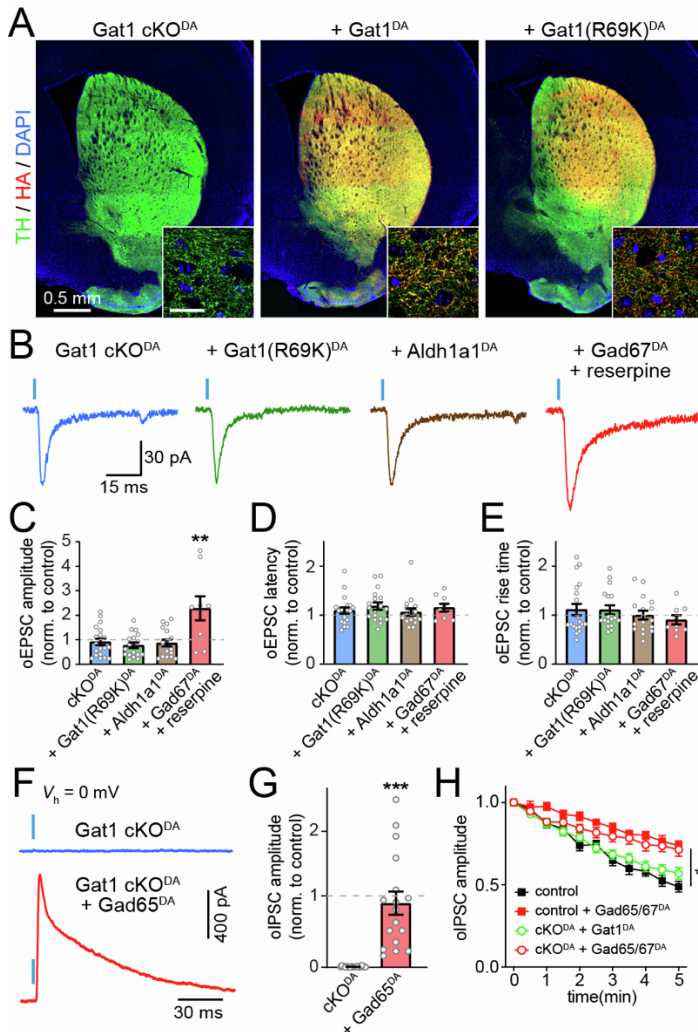 A
Gat1 cKO^DA
+ Gat1^DA
+ Gat1(R69K)^DA
TH / HA / DAPI
0.5 mm
B
Gat1 cKO^DA
+ Gat1(R69K)^DA
+ Aldh1a1^DA
+ Gad67^DA
+ reserpine
30 pA
15 ms
C
oEPSC amplitude
(norm. to control)
5
4
3
2
1
0
**
cKO^DA
+ Gat1(R69K)^DA
+ Aldh1a1^DA
+ Gad67^DA
+ reserpine
D
oEPSC latency
(norm. to control)
2
1
0
cKO^DA
+ Gat1(R69K)^DA
+ Aldh1a1^DA
+ Gad67^DA
+ reserpine
E
oEPSC rise time
(norm. to control)
2
1
0
cKO^DA
+ Gat1(R69K)^DA
+ Aldh1a1^DA
+ Gad67^DA
+ reserpine
F
V_h = 0 mV
Gat1 cKO^DA
Gat1 cKO^DA
+ Gad65^DA
400 pA
30 ms
G
oIPSC amplitude
(norm. to control)
2
1
0
***
cKO^DA
+ Gad65^DA
H
oIPSC amplitude
1.0
0.5
0.0
control
control + Gad65/67^DA
cKO^DA + Gat1^DA
cKO^DA + Gad65/67^DA
0 1 2 3 4 5
time(min)